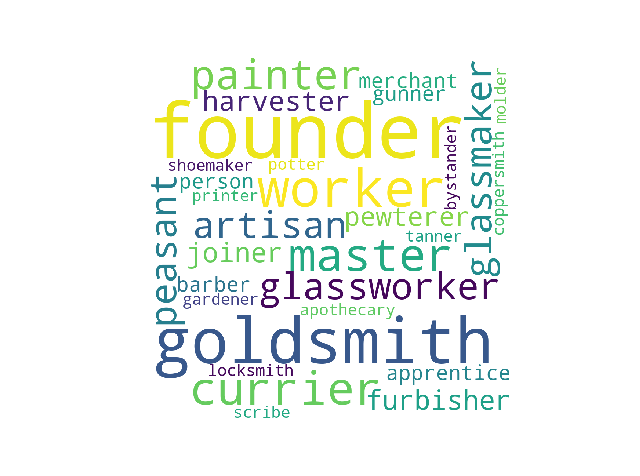 painter
merchant
gunner
harvester
founder
glassmaker
coppersmith
molder
bystander
shoemaker
potter
person
printer
worker
peasant
artisan
pewterer
tanner
joiner
master
barber
gardener
glassworker
apothecary
goldsmith
locksmith
currier
apprentice
furbisher
scribe